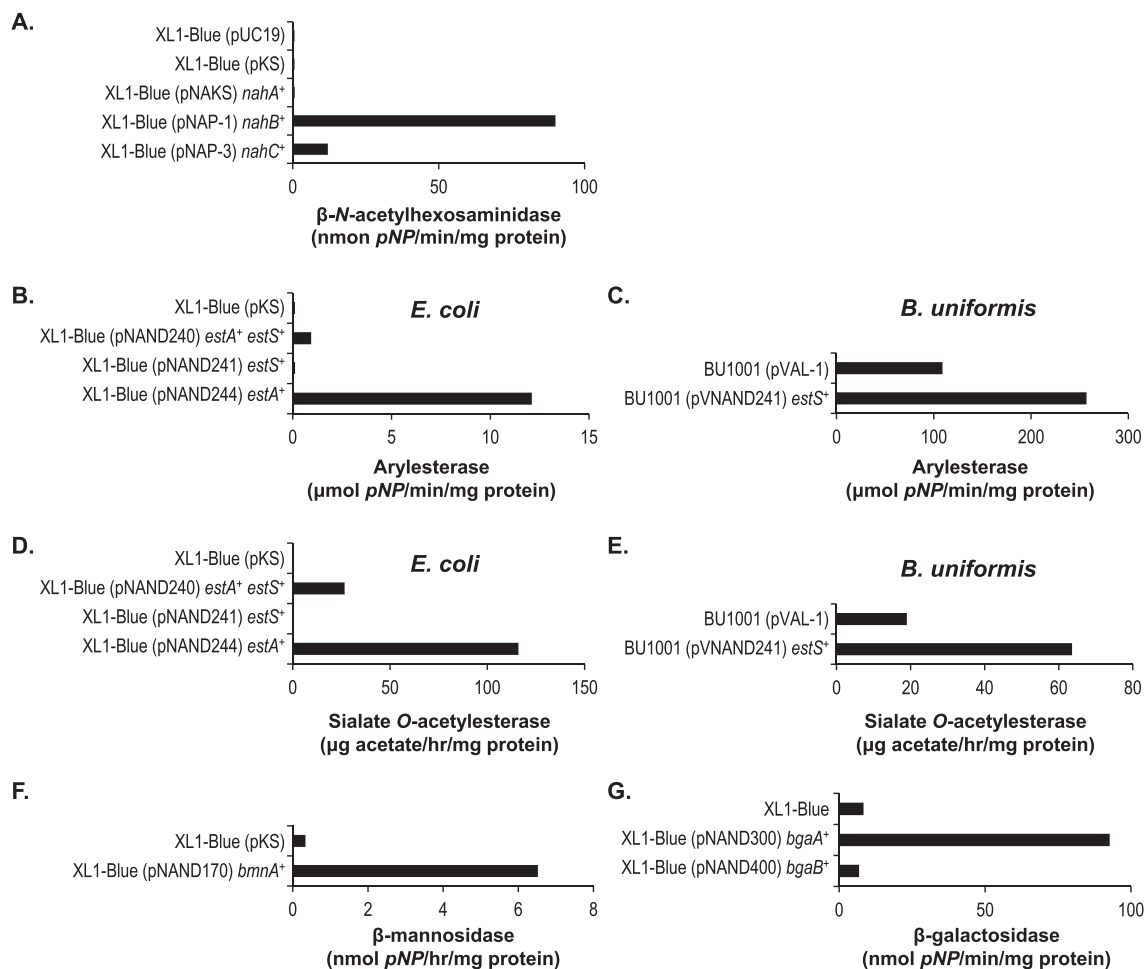 A.
XL1-Blue (pUC19)
XL1-Blue (pKS)
XL1-Blue (pNAKS) nahA⁺
XL1-Blue (pNAP-1) nahB⁺
XL1-Blue (pNAP-3) nahC⁺
0 50 100
β-N-acetylhexosaminidase
(nmon pNP/min/mg protein)
B.
E. coli
XL1-Blue (pKS)
XL1-Blue (pNAND240) estA⁺ estS⁺
XL1-Blue (pNAND241) estS⁺
XL1-Blue (pNAND244) estA⁺
0 5 10 15
Arylesterase
(µmol pNP/min/mg protein)
C.
B. uniformis
BU1001 (pVAL-1)
BU1001 (pVNAND241) estS⁺
0 100 200 300
Arylesterase
(µmol pNP/min/mg protein)
D.
E. coli
XL1-Blue (pKS)
XL1-Blue (pNAND240) estA⁺ estS⁺
XL1-Blue (pNAND241) estS⁺
XL1-Blue (pNAND244) estA⁺
0 50 100 150
Sialate O-acetylesterase
(µg acetate/hr/mg protein)
E.
B. uniformis
BU1001 (pVAL-1)
BU1001 (pVNAND241) estS⁺
0 20 40 60 80
Sialate O-acetylesterase
(µg acetate/hr/mg protein)
F.
XL1-Blue (pKS)
XL1-Blue (pNAND170) bmnA⁺
0 2 4 6 8
β-mannosidase
(nmol pNP/hr/mg protein)
G.
XL1-Blue
XL1-Blue (pNAND300) bgaA⁺
XL1-Blue (pNAND400) bgaB⁺
0 50 100
β-galactosidase
(nmol pNP/min/mg protein)